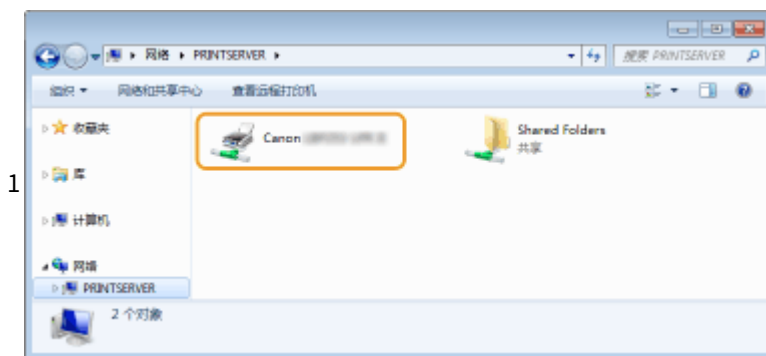 网络 PRINTSERVER 搜索 PRINTSERVER
组织 网络和共享中心 查看远程打印机
收藏夹
Canon
Shared Folders
共享
库
1
计算机
网络
PRINTSERVER
2 个对象